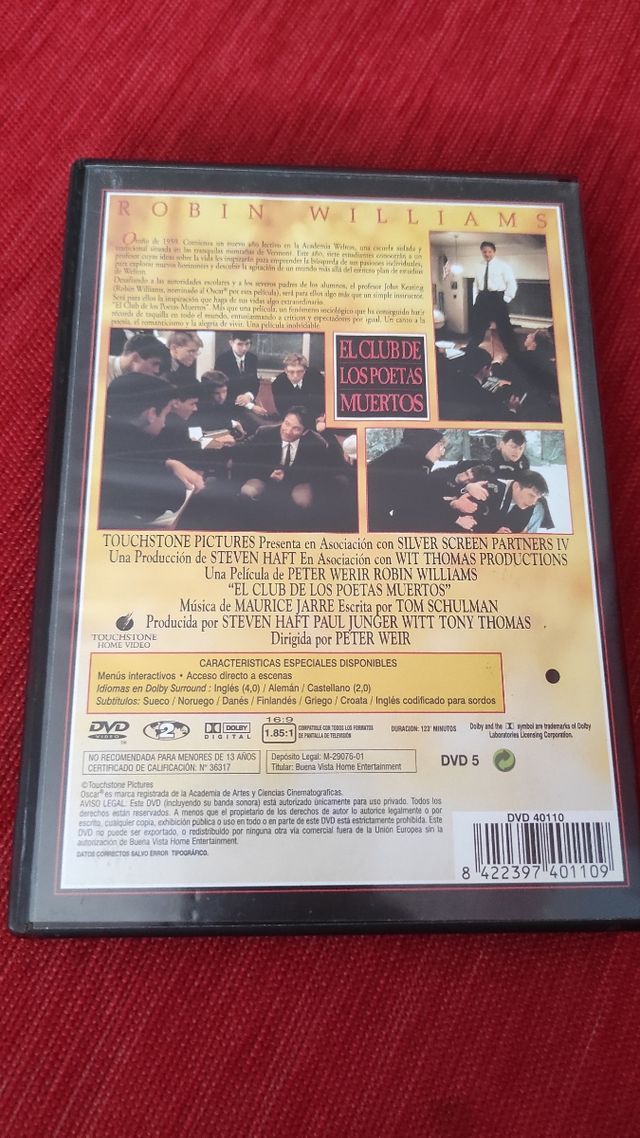 ROBIN WILLIAMS
Otoño de 1959. Comienza un nuevo año lectivo en la Academia Welton, una escuela aislada y
tradicional situada en las tranquilas montañas de Vermont. Este año, siete estudiantes conocerán a un
profesor cuyas ideas sobre la vida les inspirarán para emprender la búsqueda de sus pasiones individuales,
para explorar nuevos horizontes y descubrir la agitación de un mundo más allá del estricto plan de estudios
de Welton.
Desafiando a las autoridades escolares y a los severos padres de los alumnos, el profesor John Keating
(Robin Williams, nominado al Oscar® por esta película), será para ellos algo más que un simple instructor.
Será para ellos la inspiración que haga de sus vidas algo extraordinario.
"El Club de los Poetas Muertos". Más que una película, un fenómeno sociológico que ha conseguido batir
récords de taquilla en todo el mundo, entusiasmando a críticos y espectadores por igual. Un canto a la
poesía, el romanticismo y la alegría de vivir. Una película inolvidable.
EL CLUB DE
LOS POETAS
MUERTOS
TOUCHSTONE PICTURES Presenta en Asociación con SILVER SCREEN PARTNERS IV
Una Producción de STEVEN HAFT En Asociación con WIT THOMAS PRODUCTIONS
Una Película de PETER WERIR ROBIN WILLIAMS
"EL CLUB DE LOS POETAS MUERTOS"
Música de MAURICE JARRE Escrita por TOM SCHULMAN
Producida por STEVEN HAFT PAUL JUNGER WITT TONY THOMAS
Dirigida por PETER WEIR
TOUCHSTONE
HOME VIDEO
CARACTERISTICAS ESPECIALES DISPONIBLES
Menús interactivos • Acceso directo a escenas
Idiomas en Dolby Surround : Inglés (4,0) / Alemán / Castellano (2,0)
Subtítulos: Sueco / Noruego / Danés / Finlandés / Griego / Croata / Inglés codificado para sordos
DVD
VIDEO
2
DOLBY
DIGITAL
16:9
1.85:1
COMPATIBLE CON TODOS LOS FORMATOS
DE PANTALLA DE TELEVISIÓN
DURACION: 123' MINUTOS
Dolby and the symbol are trademarks of Dolby
Laboratories Licensing Corporation.
NO RECOMENDADA PARA MENORES DE 13 AÑOS
CERTIFICADO DE CALIFICACIÓN: Nº 36317
Depósito Legal: M-29076-01
Titular: Buena Vista Home Entertainment
DVD 5
©Touchstone Pictures
Oscar® es marca registrada de la Academia de Artes y Ciencias Cinematográficas.
AVISO LEGAL: Este DVD (incluyendo su banda sonora) está autorizado únicamente para uso privado. Todos los
derechos están reservados. A menos que el propietario de los derechos de autor lo autorice legalmente o por
escrito, cualquier copia, exhibición pública o uso en todo o en parte de este DVD está estrictamente prohibida. Este
DVD no puede ser exportado, o redistribuido por ninguna otra vía comercial fuera de la Unión Europea sin la
autorización de Buena Vista Home Entertainment.
DATOS CORRECTOS SALVO ERROR TIPOGRÁFICO.
DVD 40110
8 422397 401109